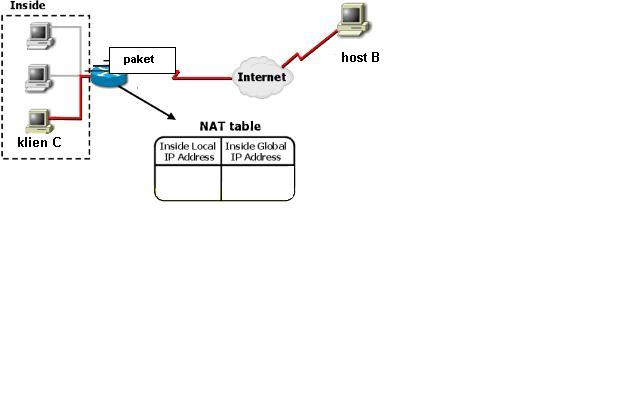 Inside
paket
Internet
host B
klien C
NAT table
Inside Local
IP Address
Inside Global
IP Address